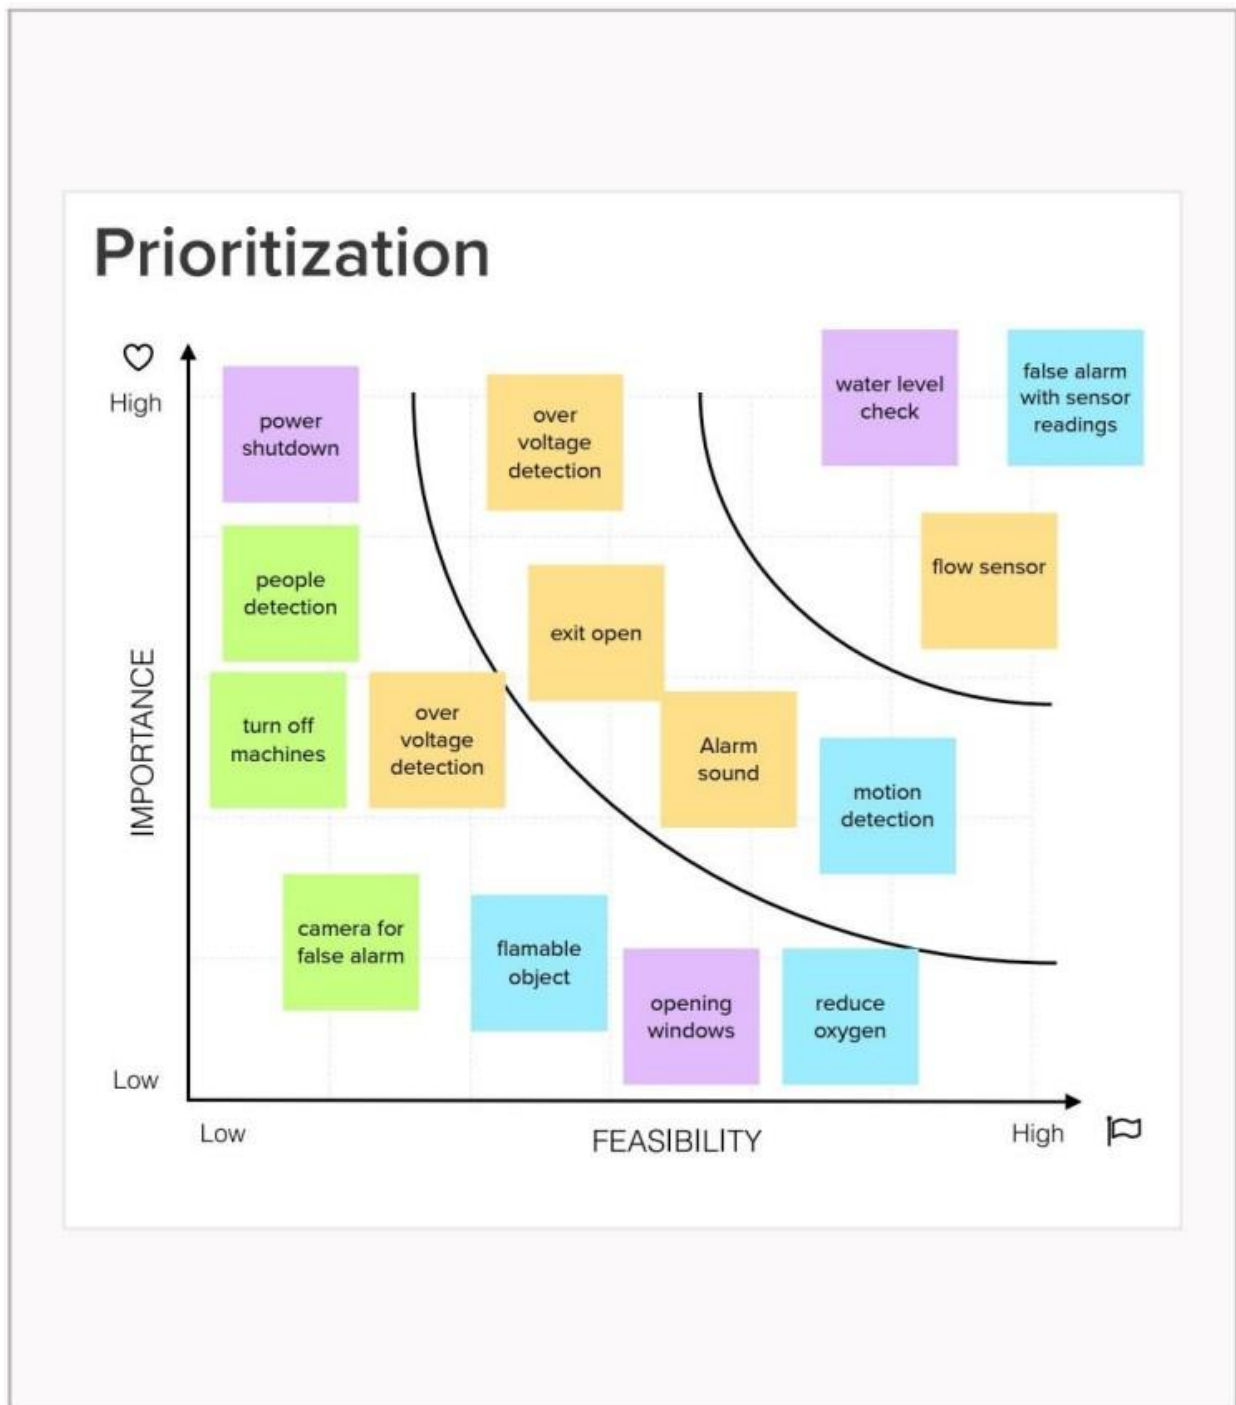 Prioritization
High
power
shutdown
over
voltage
detection
water level
check
false alarm
with sensor
readings
people
detection
exit open
flow sensor
IMPORTANCE
turn off
machines
over
voltage
detection
Alarm
sound
motion
detection
camera for
false alarm
flamable
object
opening
windows
reduce
oxygen
Low
Low
FEASIBILITY
High